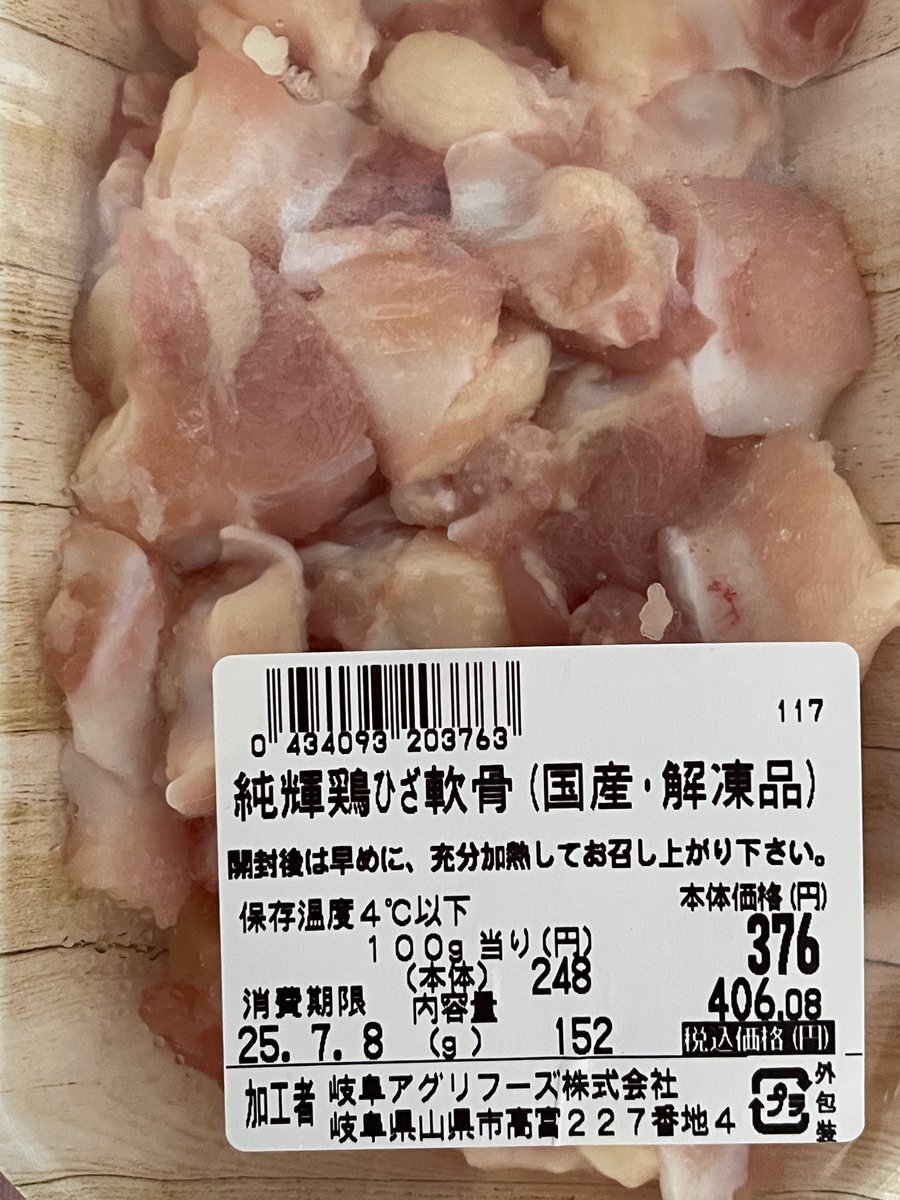 117
0 434093 203763
純輝鶏ひざ軟骨(国産・解凍品)
開封後は早めに、充分加熱してお召し上がり下さい。
保存温度4℃以下
本体価格(円)
376
100g当り(円)
(本体) 248
406.08
税込価格(円)
消費期限 内容量
25.7.8 (g) 152
加工者 岐阜アグリフーズ株式会社
岐阜県山県市高富227番地4
プラ 外包装